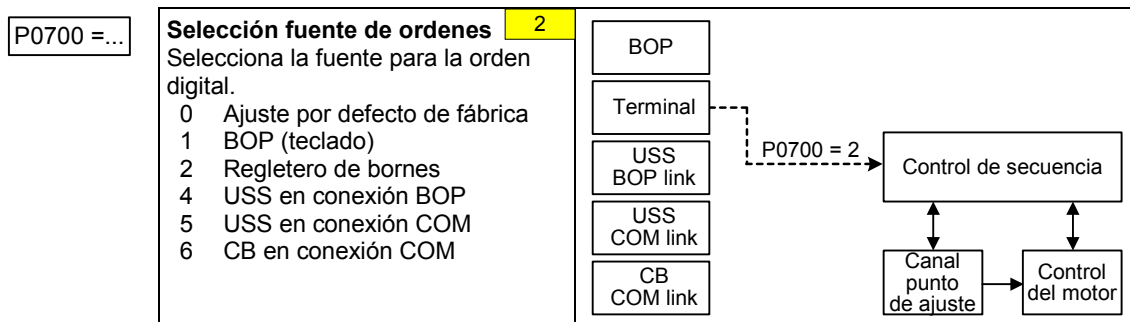 P0700 =...
Selección fuente de ordenes 2
Selecciona la fuente para la orden
digital.
0 Ajuste por defecto de fábrica
1 BOP (teclado)
2 Regletero de bornes
4 USS en conexión BOP
5 USS en conexión COM
6 CB en conexión COM
BOP
Terminal
USS
BOP link
USS
COM link
CB
COM link
P0700 = 2
Control de secuencia
Canal
punto
de ajuste
Control
del motor